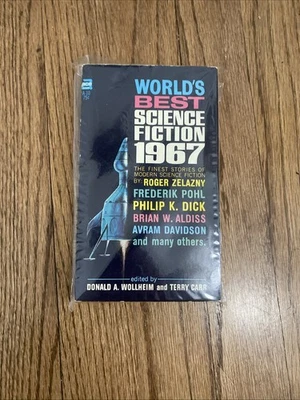 WORLD'S
BEST
SCIENCE
FICTION
1967
THE FINEST STORIES OF
MODERN SCIENCE FICTION
BY ROGER ZELAZNY
FREDERIK POHL
PHILIP K. DICK
BRIAN W. ALDISS
AVRAM DAVIDSON
and many others.
edited by
DONALD A. WOLLHEIM and TERRY CARR